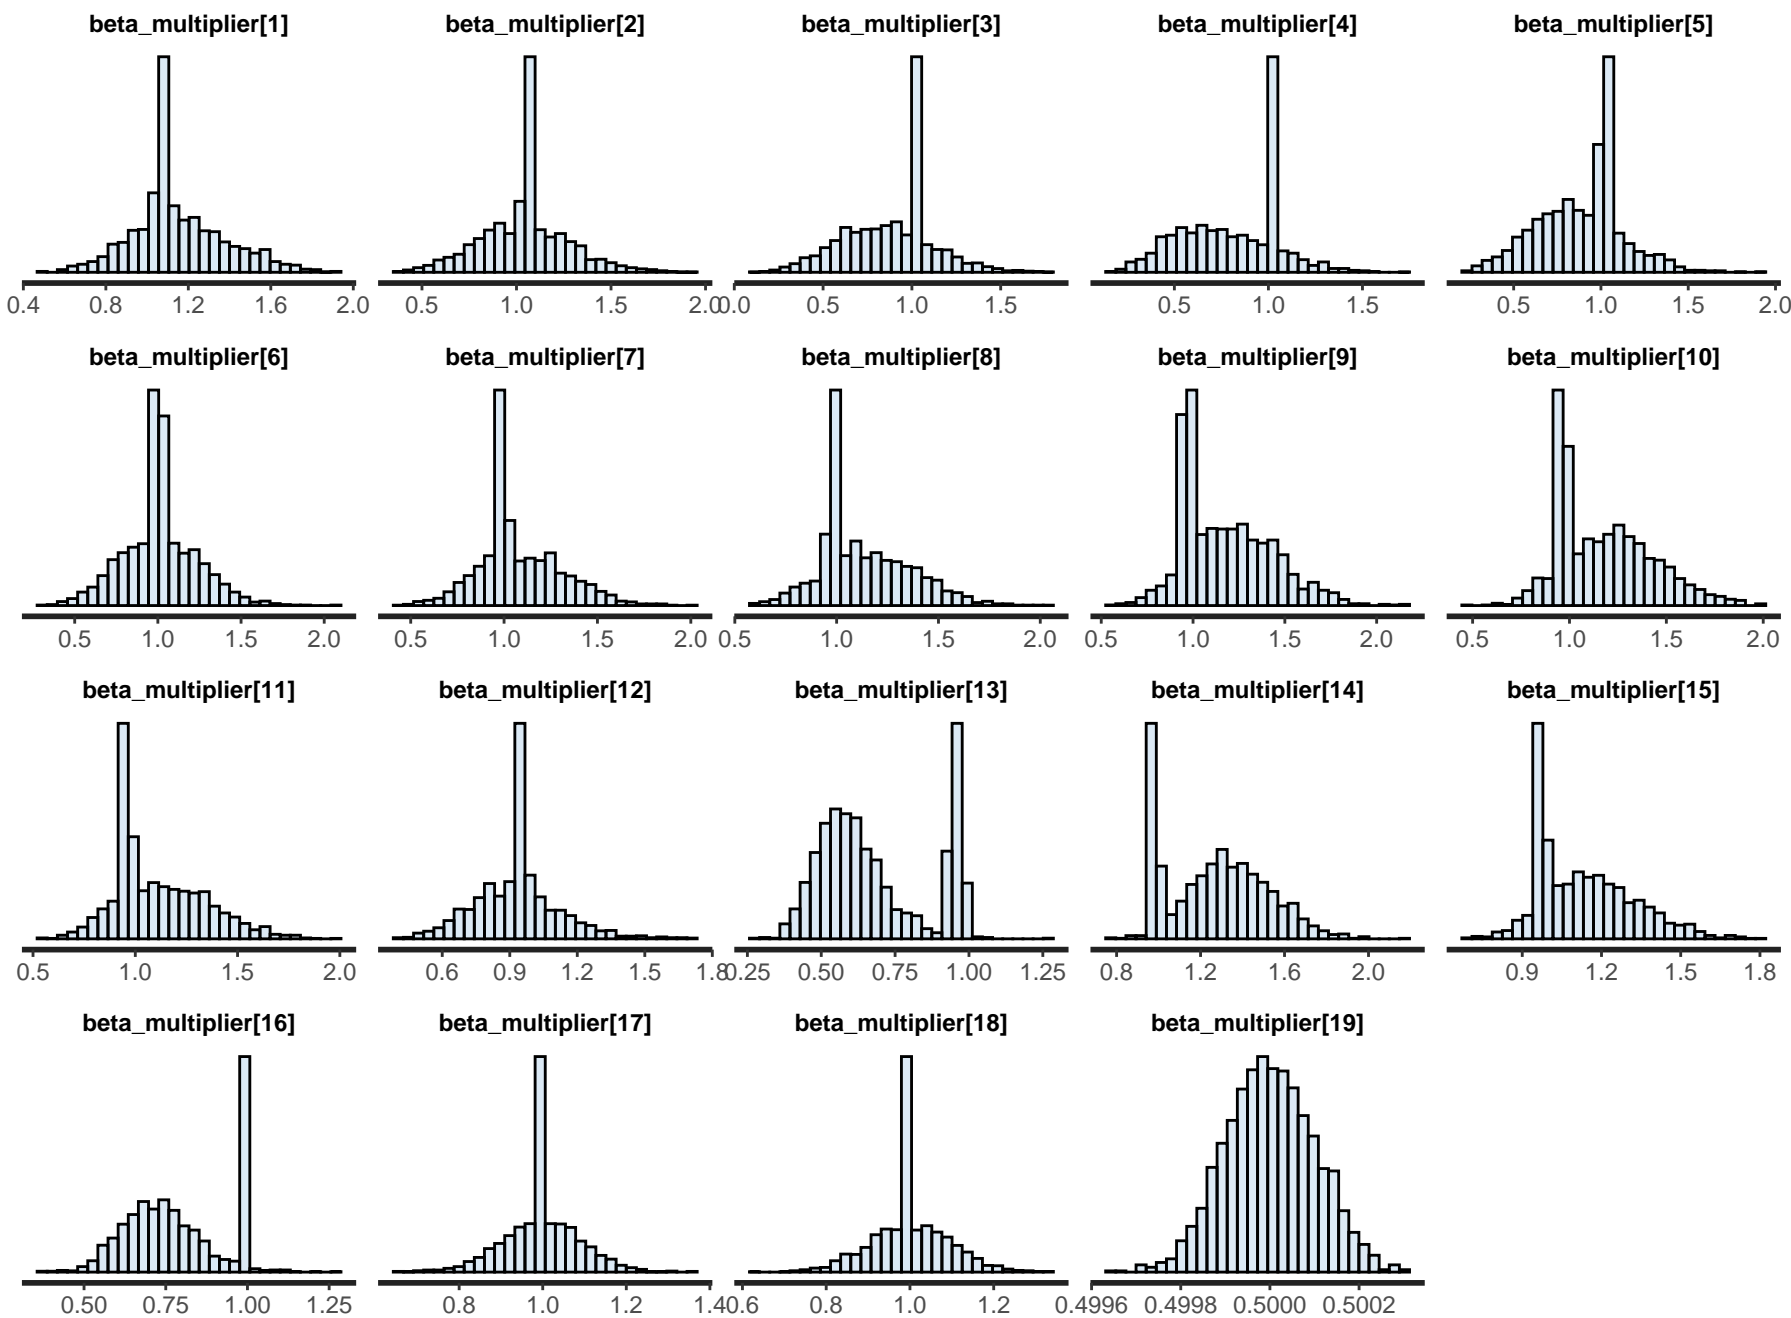 beta_multiplier[1] beta_multiplier[2] beta_multiplier[3] beta_multiplier[4] beta_multiplier[5]
0.4 0.8 1.2 1.6 2.0 0.5 1.0 1.5 2.0 0.0 0.5 1.0 1.5 0.5 1.0 1.5 0.5 1.0 1.5 2.0
beta_multiplier[6] beta_multiplier[7] beta_multiplier[8] beta_multiplier[9] beta_multiplier[10]
0.5 1.0 1.5 2.0 0.5 1.0 1.5 2.0 0.5 1.0 1.5 2.0 0.5 1.0 1.5 2.0 0.5 1.0 1.5 2.0
beta_multiplier[11] beta_multiplier[12] beta_multiplier[13] beta_multiplier[14] beta_multiplier[15]
0.5 1.0 1.5 2.0 0.6 0.9 1.2 1.5 1.8 0.25 0.50 0.75 1.00 1.25 0.8 1.2 1.6 2.0 0.9 1.2 1.5 1.8
beta_multiplier[16] beta_multiplier[17] beta_multiplier[18] beta_multiplier[19]
0.50 0.75 1.00 1.25 0.8 1.0 1.2 1.4 0.6 0.8 1.0 1.2 0.4996 0.4998 0.5000 0.5002